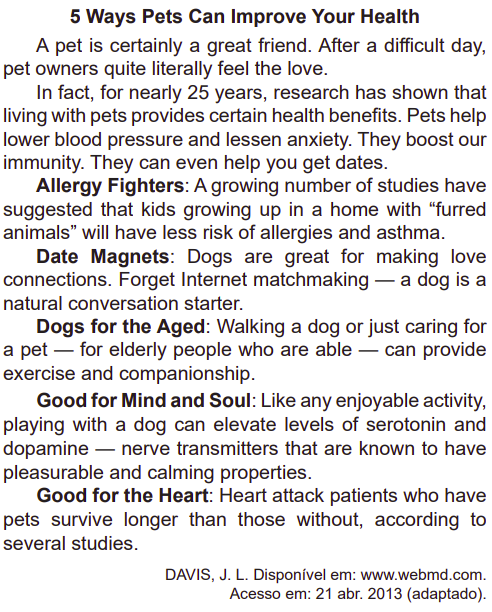 5 Ways Pets Can Improve Your Health
A pet is certainly a great friend. After a difficult day,
pet owners quite literally feel the love.
In fact, for nearly 25 years, research has shown that
living with pets provides certain health benefits. Pets help
lower blood pressure and lessen anxiety. They boost our
immunity. They can even help you get dates.
Allergy Fighters: A growing number of studies have
suggested that kids growing up in a home with “furred
animals” will have less risk of allergies and asthma.
Date Magnets: Dogs are great for making love
connections. Forget Internet matchmaking — a dog is a
natural conversation starter.
Dogs for the Aged: Walking a dog or just caring for
a pet — for elderly people who are able — can provide
exercise and companionship.
Good for Mind and Soul: Like any enjoyable activity,
playing with a dog can elevate levels of serotonin and
dopamine — nerve transmitters that are known to have
pleasurable and calming properties.
Good for the Heart: Heart attack patients who have
pets survive longer than those without, according to
several studies.
DAVIS, J. L. Disponível em: www.webmd.com.
Acesso em: 21 abr. 2013 (adaptado).